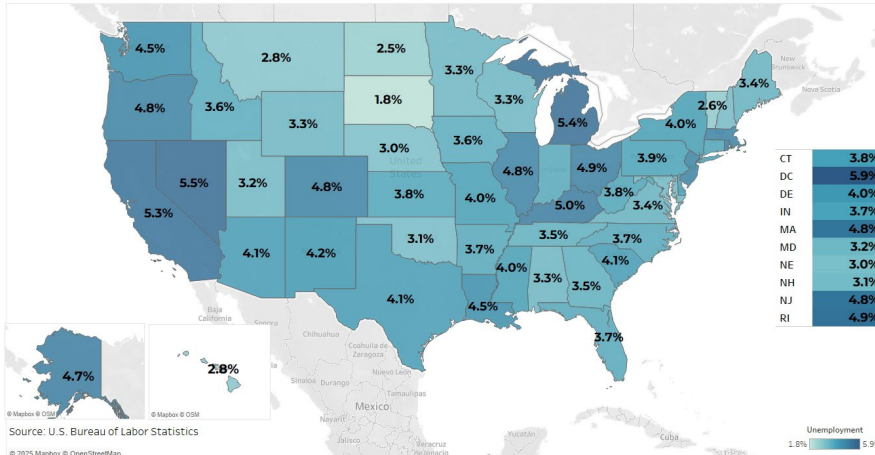 4.5%
2.8%
2.5%
3.3%
3.4%
2.6%
4.8%
3.6%
1.8%
3.3%
5.4%
4.0%
3.3%
3.0%
3.6%
4.8%
4.9%
3.9%
5.5%
3.2%
4.8%
3.8%
4.0%
5.0%
3.8%
3.4%
5.3%
3.5%
3.7%
4.1%
4.2%
3.1%
3.7%
4.0%
3.3%
3.5%
4.1%
4.1%
4.5%
3.7%
4.7%
2.8%
New
Brunswick
Nova Scotia
United
States
CT 3.8%
DC 5.9%
DE 4.0%
IN 3.7%
MA 4.8%
MD 3.2%
NE 3.0%
NH 3.1%
NJ 4.8%
RI 4.9%
Baja
California
Sonora
Chihuahua
Coahuila de
Zaragoza
Nuevo León
Sinaloa
Durango
Tamaulipas
Mexico
Nayarit
Jalisco
Veracruz
de Ignacio
Yucatán
Cuba
© Mapbox © OSM
© Mapbox © OSM
Source: U.S. Bureau of Labor Statistics
© 2025 Mapbox © OpenStreetMap
Unemployment
1.8%
5.9%